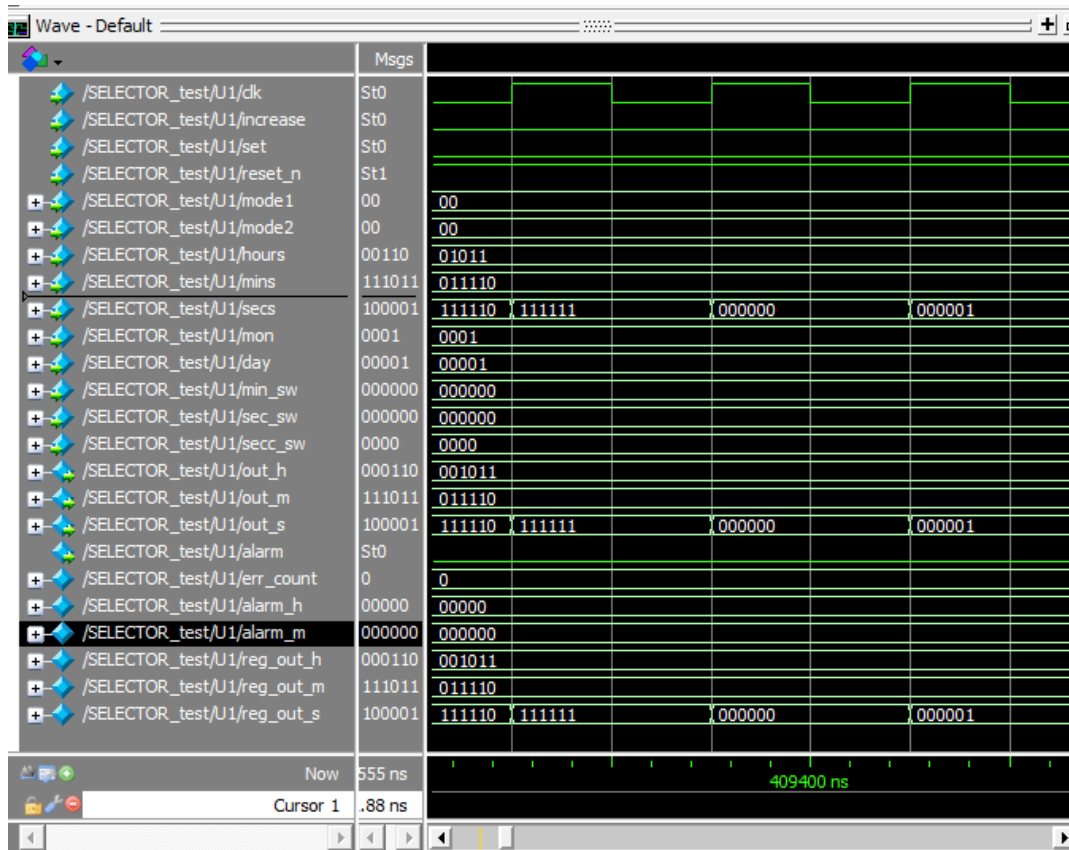 Wave - Default
Msgs
/SELECTOR_test/U1/clk St0
/SELECTOR_test/U1/increase St0
/SELECTOR_test/U1/set St0
/SELECTOR_test/U1/reset_n St1
/SELECTOR_test/U1/mode1 00 00
/SELECTOR_test/U1/mode2 00 00
/SELECTOR_test/U1/hours 00110 01011
/SELECTOR_test/U1/mins 111011 011110
/SELECTOR_test/U1/secs 100001 111110 111111 000000 000001
/SELECTOR_test/U1/mon 0001 0001
/SELECTOR_test/U1/day 00001 00001
/SELECTOR_test/U1/min_sw 000000 000000
/SELECTOR_test/U1/sec_sw 000000 000000
/SELECTOR_test/U1/secc_sw 0000 0000
/SELECTOR_test/U1/out_h 000110 001011
/SELECTOR_test/U1/out_m 111011 011110
/SELECTOR_test/U1/out_s 100001 111110 111111 000000 000001
/SELECTOR_test/U1/alarm St0
/SELECTOR_test/U1/err_count 0 0
/SELECTOR_test/U1/alarm_h 00000 00000
/SELECTOR_test/U1/alarm_m 000000 000000
/SELECTOR_test/U1/reg_out_h 000110 001011
/SELECTOR_test/U1/reg_out_m 111011 011110
/SELECTOR_test/U1/reg_out_s 100001 111110 111111 000000 000001
Now 555 ns 409400 ns
Cursor 1 .88 ns